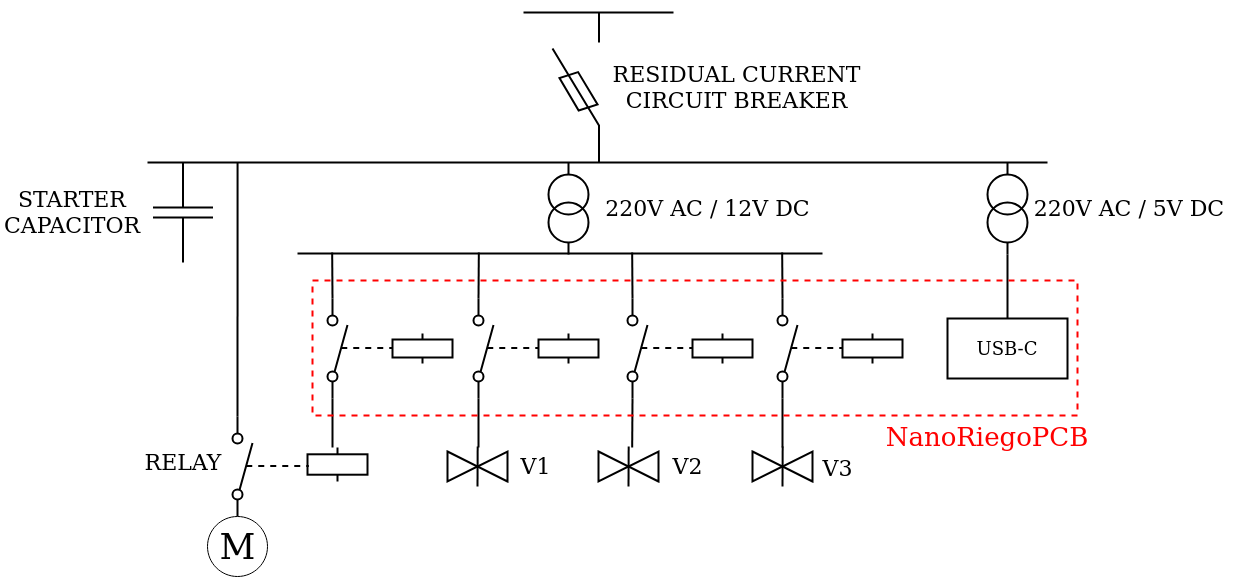 RESIDUAL CURRENT
CIRCUIT BREAKER
STARTER
CAPACITOR
220V AC / 12V DC
220V AC / 5V DC
USB-C
NanoRiegoPCB
RELAY
V1
V2
V3
M